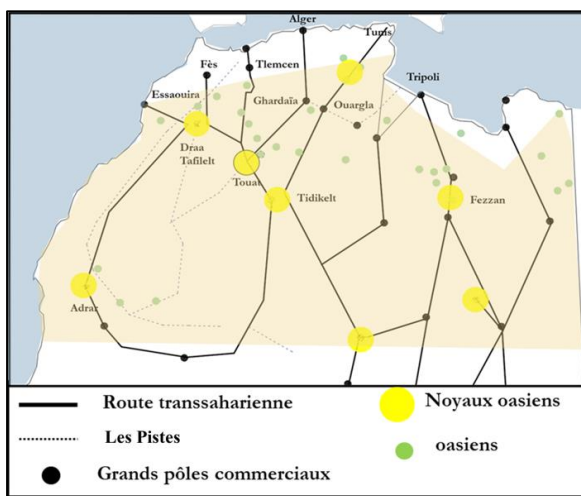 Alger
Tunis
Fès
Tlemcen
Tripoli
Essaouira
Ghardaïa
Ouargla
Draa
Tafilelt
Touat
Tidikelt
Fezzan
Adrar
Route transsaharienne
Noyaux oasiens
Les Pistes
oasiens
Grands pôles commerciaux